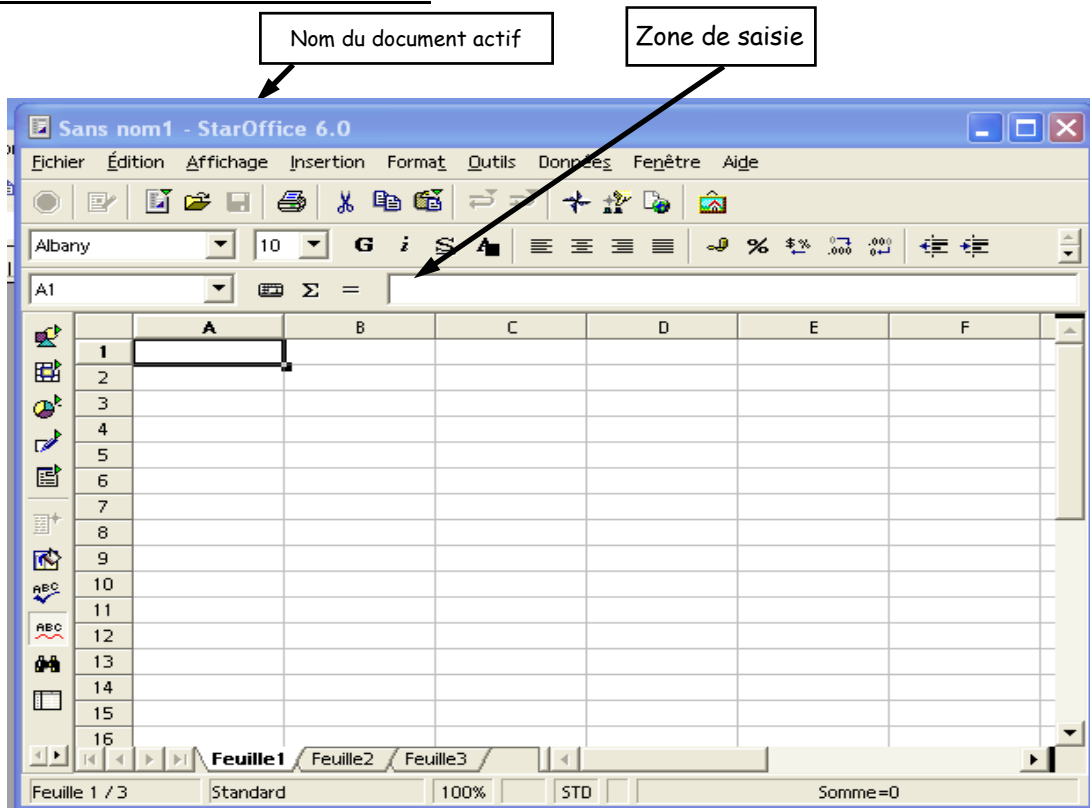 Nom du document actif
Zone de saisie
Sans nom1 - StarOffice 6.0
Fichier Édition Affichage Insertion Format Outils Données Fenêtre Aide
Albany 10 G i S A % $% .000 .000
A1 Σ =
A B C D E F
1
2
3
4
5
6
7
8
9
10
ABC
11
ABC
12
13
14
15
16
Feuille1 Feuille2 Feuille3
Feuille 1 / 3 Standard 100% STD Somme=0